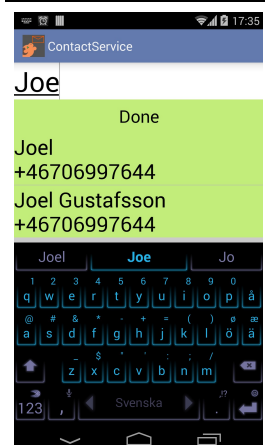 17:35
ContactService
Joe
Done
Joel
+46706997644
Joel Gustafsson
+46706997644
Joel Joe Jo
1 2 3 4 5 6 7 8 9 0
q w e r t y u i o p å
@ # & * - + = ( ) ø æ
a s d f g h j k l ö ä
_ $ " ' : ; /
z x c v b n m
123 , Svenska . ,!?